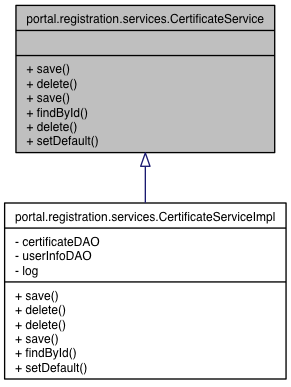 portal.registration.services.CertificateService
+ save()
+ delete()
+ save()
+ findById()
+ delete()
+ setDefault()
portal.registration.services.CertificateServiceImpl
- certificateDAO
- userInfoDAO
- log
+ save()
+ delete()
+ delete()
+ save()
+ findById()
+ setDefault()